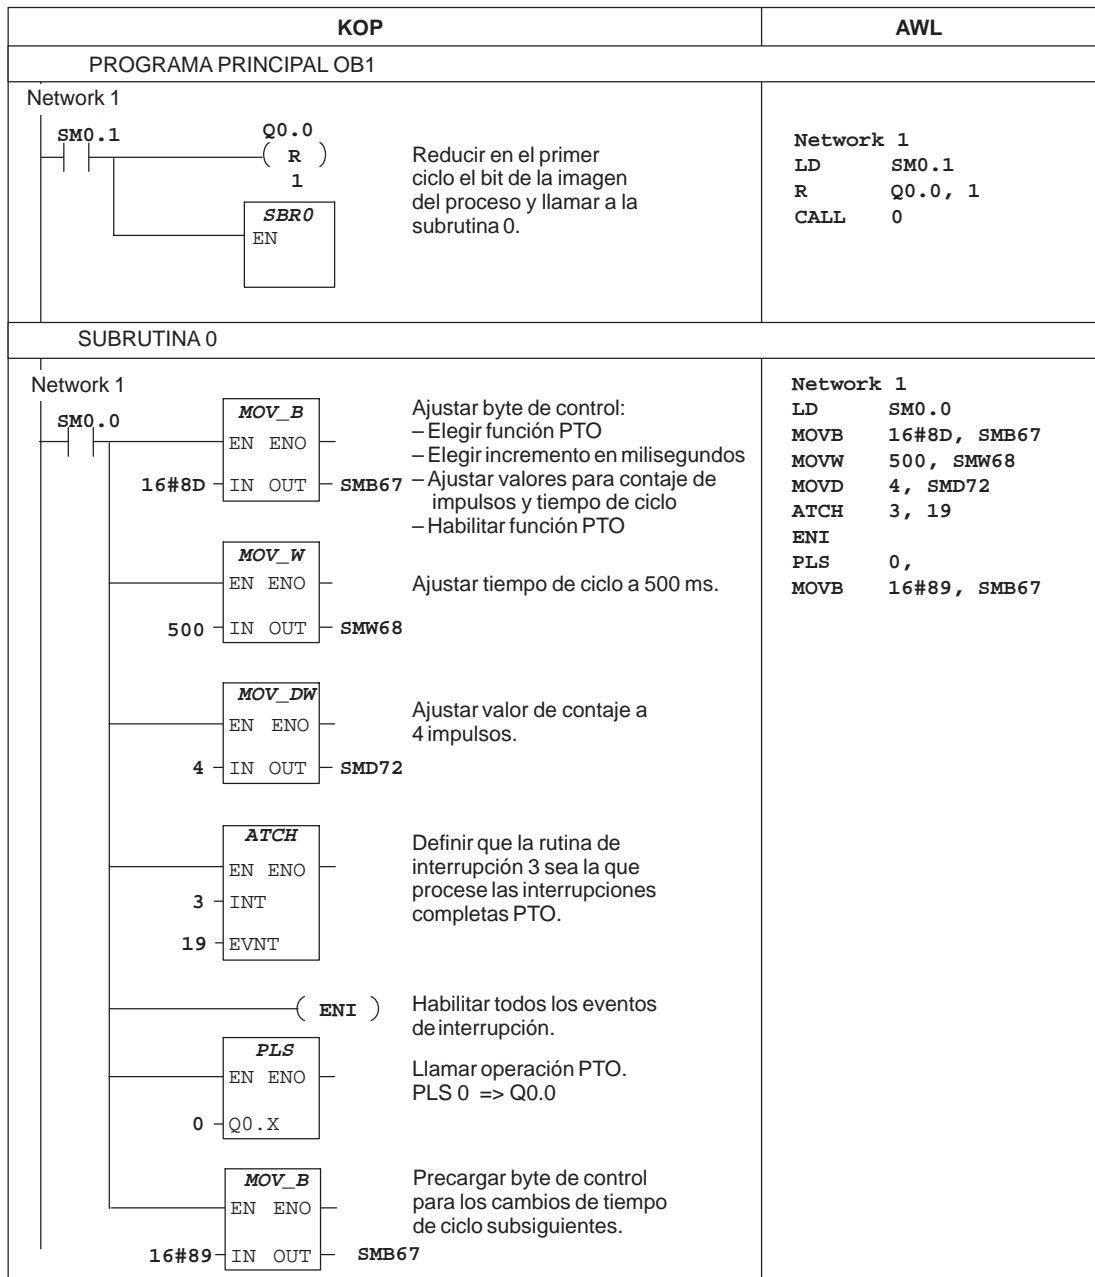 KOP
AWL
PROGRAMA PRINCIPAL OB1
Network 1
SM0.1
Q0.0
R
1
SBR0
EN
Reducir en el primer
ciclo el bit de la imagen
del proceso y llamar a la
subrutina 0.
Network 1
LD SM0.1
R Q0.0, 1
CALL 0
SUBRUTINA 0
Network 1
SM0.0
MOV_B
EN ENO
16#8D IN OUT SMB67
Ajustar byte de control:
– Elegir función PTO
– Elegir incremento en milisegundos
– Ajustar valores para contaje de
impulsos y tiempo de ciclo
– Habilitar función PTO
MOV_W
EN ENO
500 IN OUT SMW68
Ajustar tiempo de ciclo a 500 ms.
MOV_DW
EN ENO
4 IN OUT SMD72
Ajustar valor de contaje a
4 impulsos.
ATCH
EN ENO
3 INT
19 EVNT
Definir que la rutina de
interrupción 3 sea la que
procese las interrupciones
completas PTO.
ENI
Habilitar todos los eventos
de interrupción.
PLS
EN ENO
0 Q0.X
Llamar operación PTO.
PLS 0 => Q0.0
MOV_B
EN ENO
16#89 IN OUT SMB67
Precargar byte de control
para los cambios de tiempo
de ciclo subsiguientes.
Network 1
LD SM0.0
MOVB 16#8D, SMB67
MOVW 500, SMW68
MOVD 4, SMD72
ATCH 3, 19
ENI
PLS 0,
MOVB 16#89, SMB67